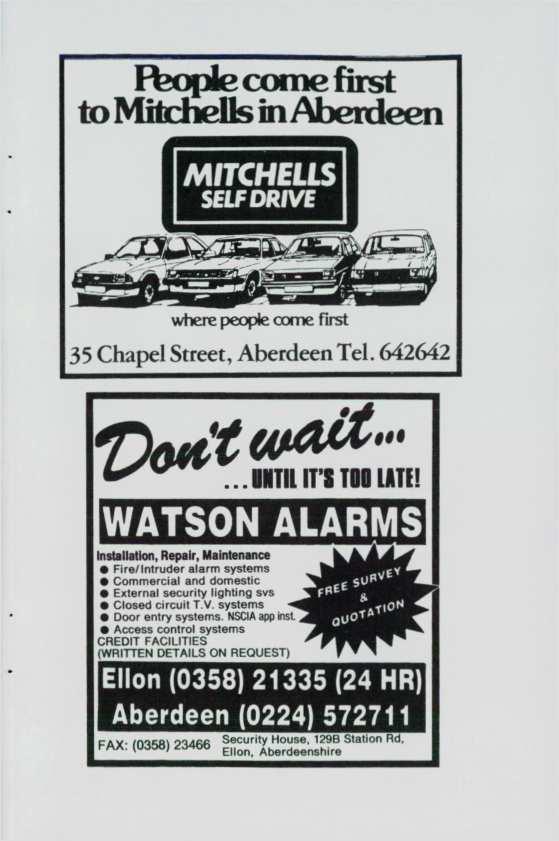 People come first
to Mitchells in Aberdeen
MITCHELLS
SELF DRIVE
where people come first
35 Chapel Street, Aberdeen Tel. 642642
Don't wait...
...UNTIL IT'S TOO LATE!
WATSON ALARMS
Installation, Repair, Maintenance
● Fire/Intruder alarm systems
● Commercial and domestic
● External security lighting svs
● Closed circuit T.V. systems
● Door entry systems. NSCIA app inst.
● Access control systems
CREDIT FACILITIES
(WRITTEN DETAILS ON REQUEST)
FREE SURVEY
&
QUOTATION
Ellon (0358) 21335 (24 HR)
Aberdeen (0224) 572711
FAX: (0358) 23466
Security House, 129B Station Rd,
Ellon, Aberdeenshire